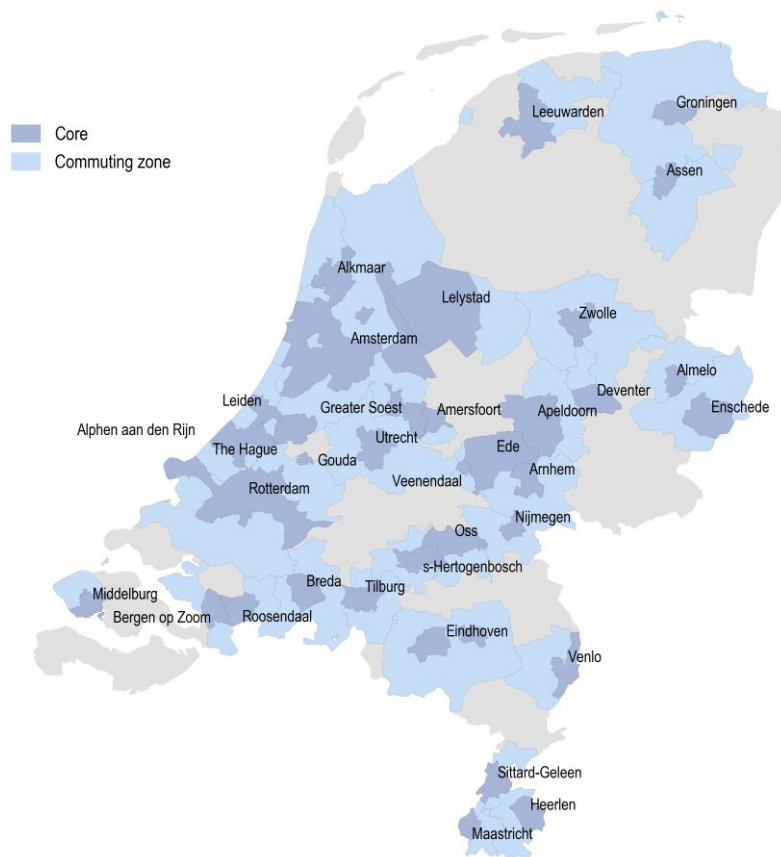 Core
Commuting zone
Leeuwarden
Groningen
Assen
Alkmaar
Lelystad
Zwolle
Amsterdam
Almelo
Deventer
Leiden
Greater Soest
Amersfoort
Apeldoorn
Enschede
Alphen aan den Rijn
The Hague
Utrecht
Ede
Gouda
Arnhem
Rotterdam
Veenendaal
Nijmegen
Oss
s-Hertogenbosch
Breda
Tilburg
Middelburg
Bergen op Zoom
Roosendaal
Eindhoven
Venlo
Sittard-Geleen
Heerlen
Maastricht